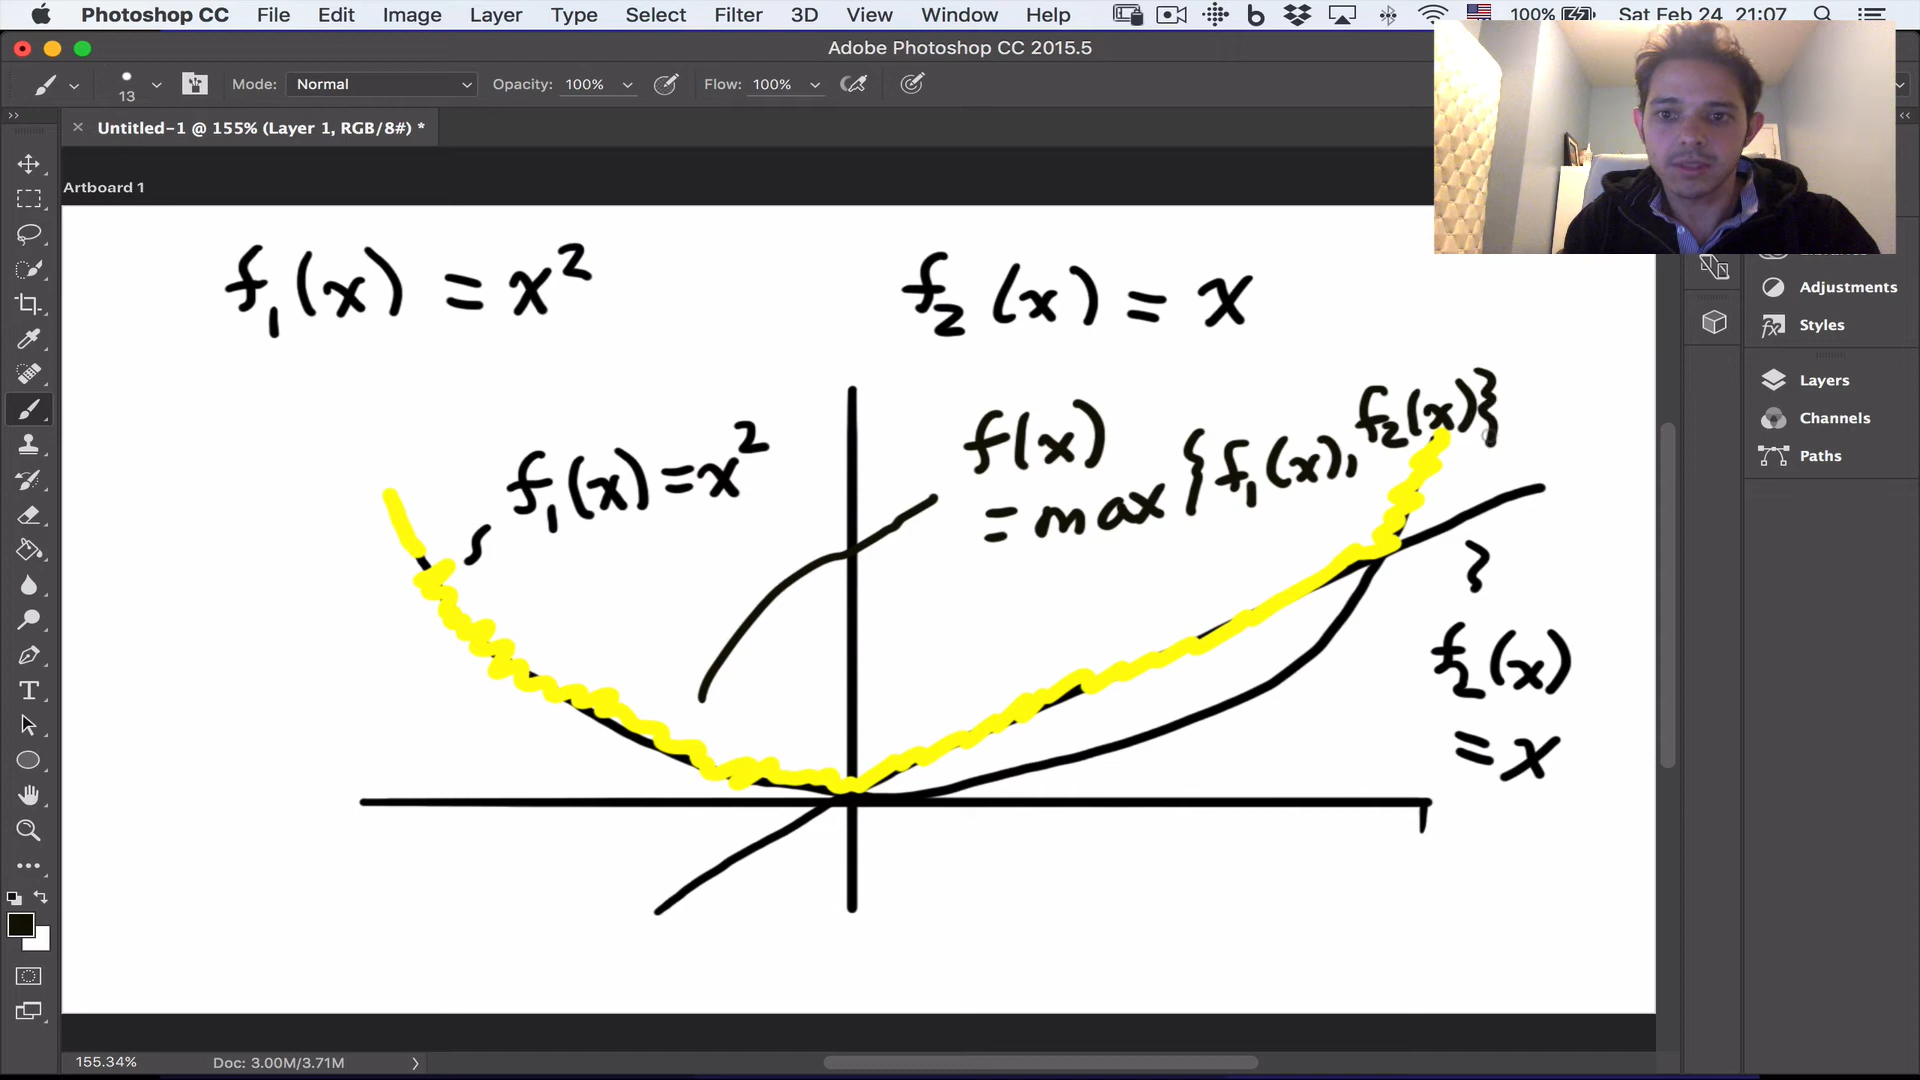 Photoshop CC File Edit Image Layer Type Select Filter 3D View Window Help 100% Sat Feb 24 21:07
Adobe Photoshop CC 2015.5
13 Mode: Normal Opacity: 100% Flow: 100%
× Untitled-1 @ 155% (Layer 1, RGB/8#) *
Artboard 1
f₁(x) = x²
f₂(x) = x
f₁(x) = x²
f(x)
= max {f₁(x), f₂(x)}
f₂(x)
= x
Adjustments
Styles
Layers
Channels
Paths
155.34% Doc: 3.00M/3.71M